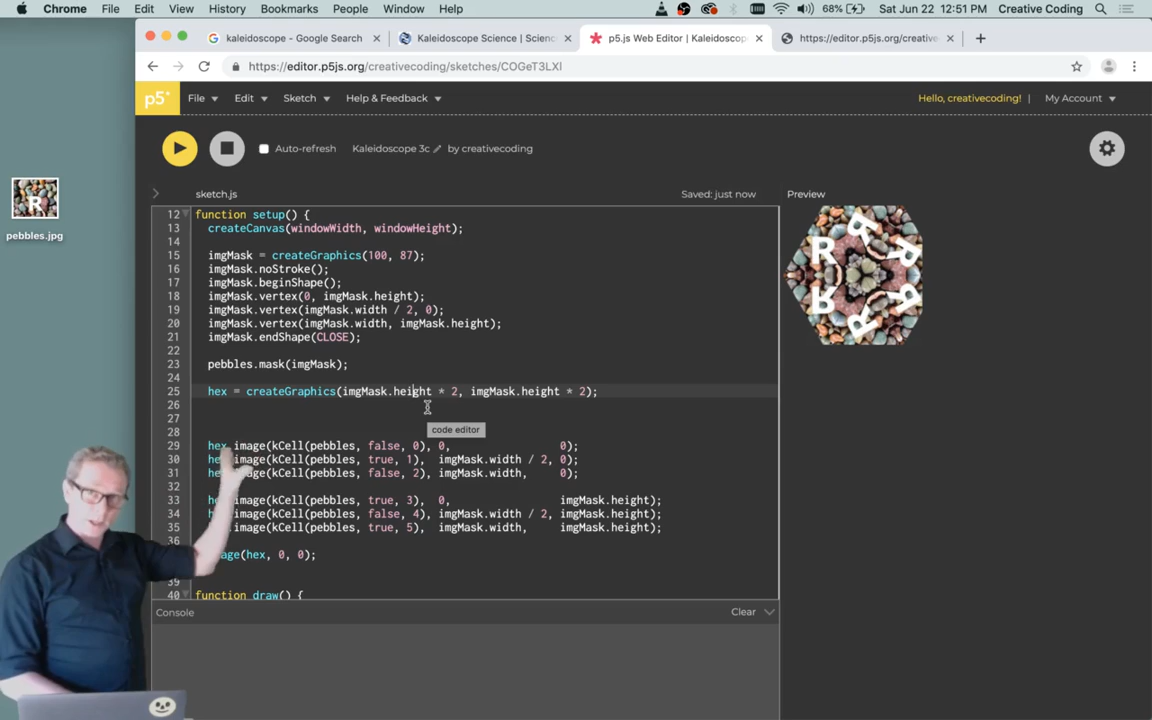 Chrome File Edit View History Bookmarks People Window Help 68% Sat Jun 22 12:51 PM Creative Coding
kaleidoscope - Google Search
Kaleidoscope Science | Scienc
p5.js Web Editor | Kaleidoscop
https://editor.p5js.org/creative
https://editor.p5js.org/creativecoding/sketches/COGeT3LXl
p5* File Edit Sketch Help & Feedback Hello, creativecoding! | My Account
Auto-refresh Kaleidoscope 3c by creativecoding
sketch.js Saved: just now Preview
12 function setup() {
13 createCanvas(windowWidth, windowHeight);
14
15 imgMask = createGraphics(100, 87);
16 imgMask.noStroke();
17 imgMask.beginShape();
18 imgMask.vertex(0, imgMask.height);
19 imgMask.vertex(imgMask.width / 2, 0);
20 imgMask.vertex(imgMask.width, imgMask.height);
21 imgMask.endShape(CLOSE);
22
23 pebbles.mask(imgMask);
24
25 hex = createGraphics(imgMask.height * 2, imgMask.height * 2);
26
27
28
code editor
29 hex.image(kCell(pebbles, false, 0), 0, 0);
30 he image(kCell(pebbles, true, 1), imgMask.width / 2, 0);
31 he image(kCell(pebbles, false, 2), imgMask.width, 0);
32
33 he image(kCell(pebbles, true, 3), 0, imgMask.height);
34 he image(kCell(pebbles, false, 4), imgMask.width / 2, imgMask.height);
35 image(kCell(pebbles, true, 5), imgMask.width, imgMask.height);
36
age(hex, 0, 0);
39
40 function draw() {
Console Clear
R
pebbles.jpg
R
R
R
R
R
R